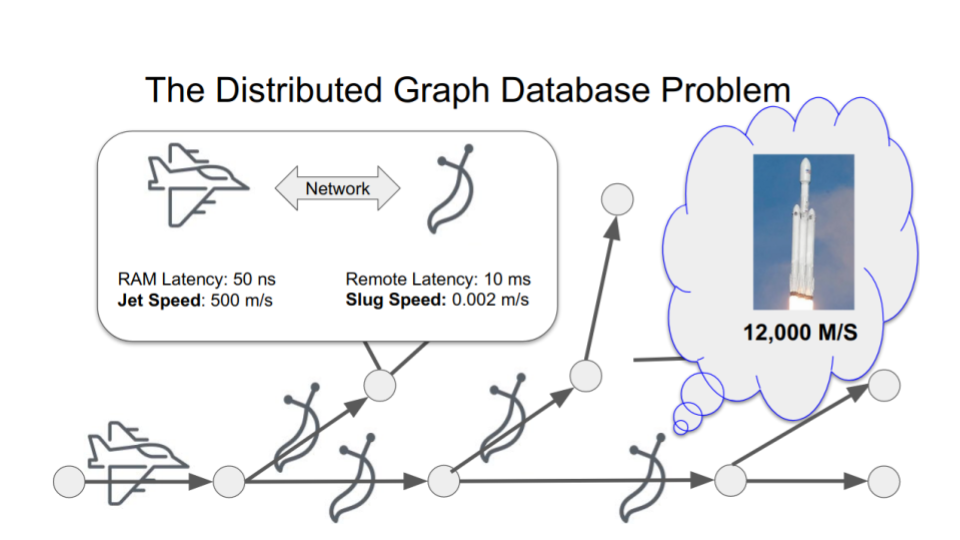 The Distributed Graph Database Problem
Network
RAM Latency: 50 ns
Jet Speed: 500 m/s
Remote Latency: 10 ms
Slug Speed: 0.002 m/s
12,000 M/S